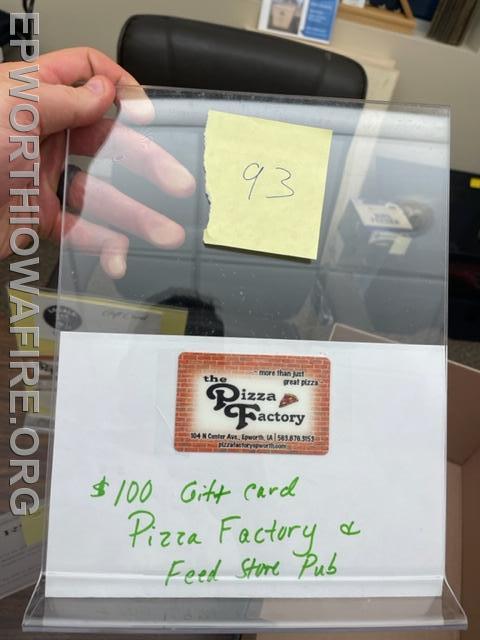 EPWORTHIOWAFIRE.ORG
93
more than just
great pizza
the
Pizza
Factory
104 N Center Ave., Epworth, IA | 563.876.3153
pizzafactoryepworth.com
$100 Gift Card
Pizza Factory &
Feed Store Pub